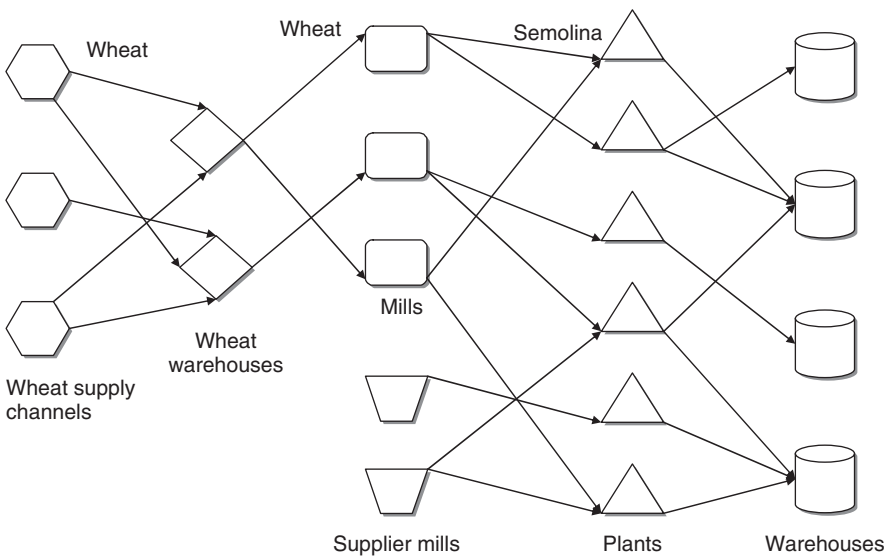 Wheat
Wheat
Semolina
Mills
Wheat
warehouses
Wheat supply
channels
Supplier mills
Plants
Warehouses